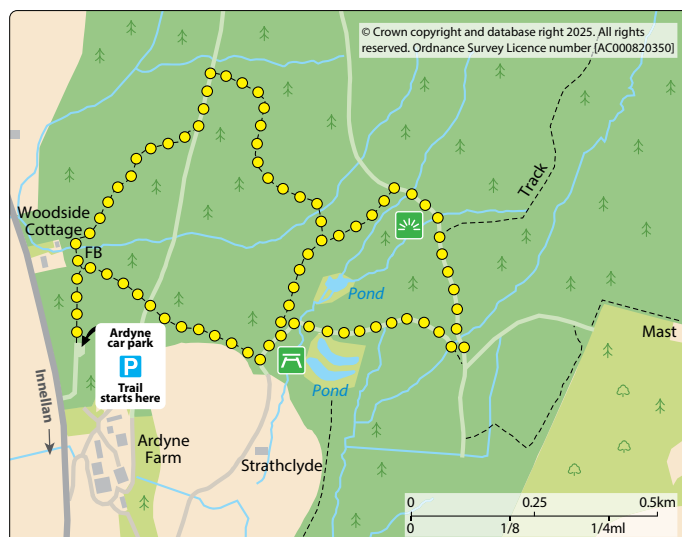 © Crown copyright and database right 2025. All rights
reserved. Ordnance Survey Licence number [AC000820350]
Track
Woodside
Cottage
FB
Pond
Ardyne
car park
P
Trail
starts here
Mast
Pond
Innellan
Ardyne
Farm
Strathclyde
0 0.25 0.5km
0 1/8 1/4ml